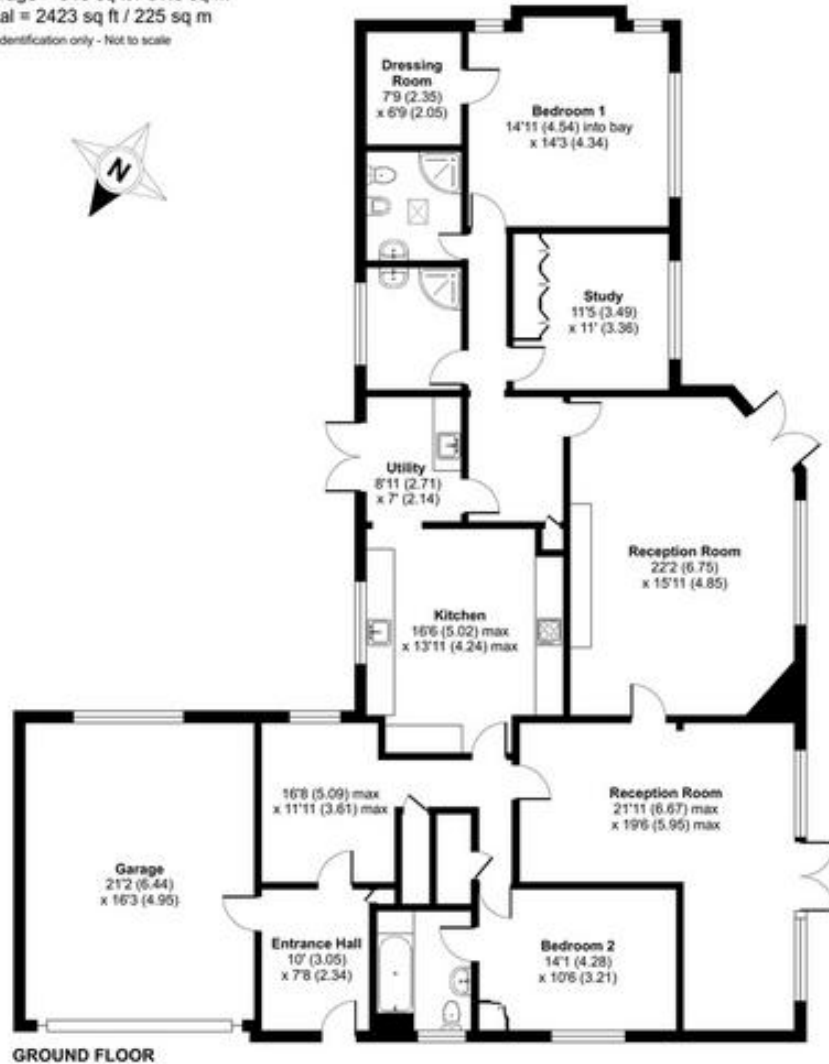 = 2423 sq ft / 225 sq m
- Not to scale
N
Dressing
Room
7'9 (2.35)
x 6'9 (2.05)
Bedroom 1
14'11 (4.54) into bay
x 14'3 (4.34)
Study
11'5 (3.49)
x 11' (3.36)
Utility
8'11 (2.71)
x 7' (2.14)
Reception Room
22'2 (6.75)
x 15'11 (4.85)
Kitchen
16'6 (5.02) max
x 13'11 (4.24) max
16'8 (5.09) max
x 11'11 (3.61) max
Reception Room
21'11 (6.67) max
x 19'6 (5.95) max
Garage
21'2 (6.44)
x 16'3 (4.95)
Entrance Hall
10' (3.05)
x 7'8 (2.34)
Bedroom 2
14'1 (4.28)
x 10'6 (3.21)
GROUND FLOOR